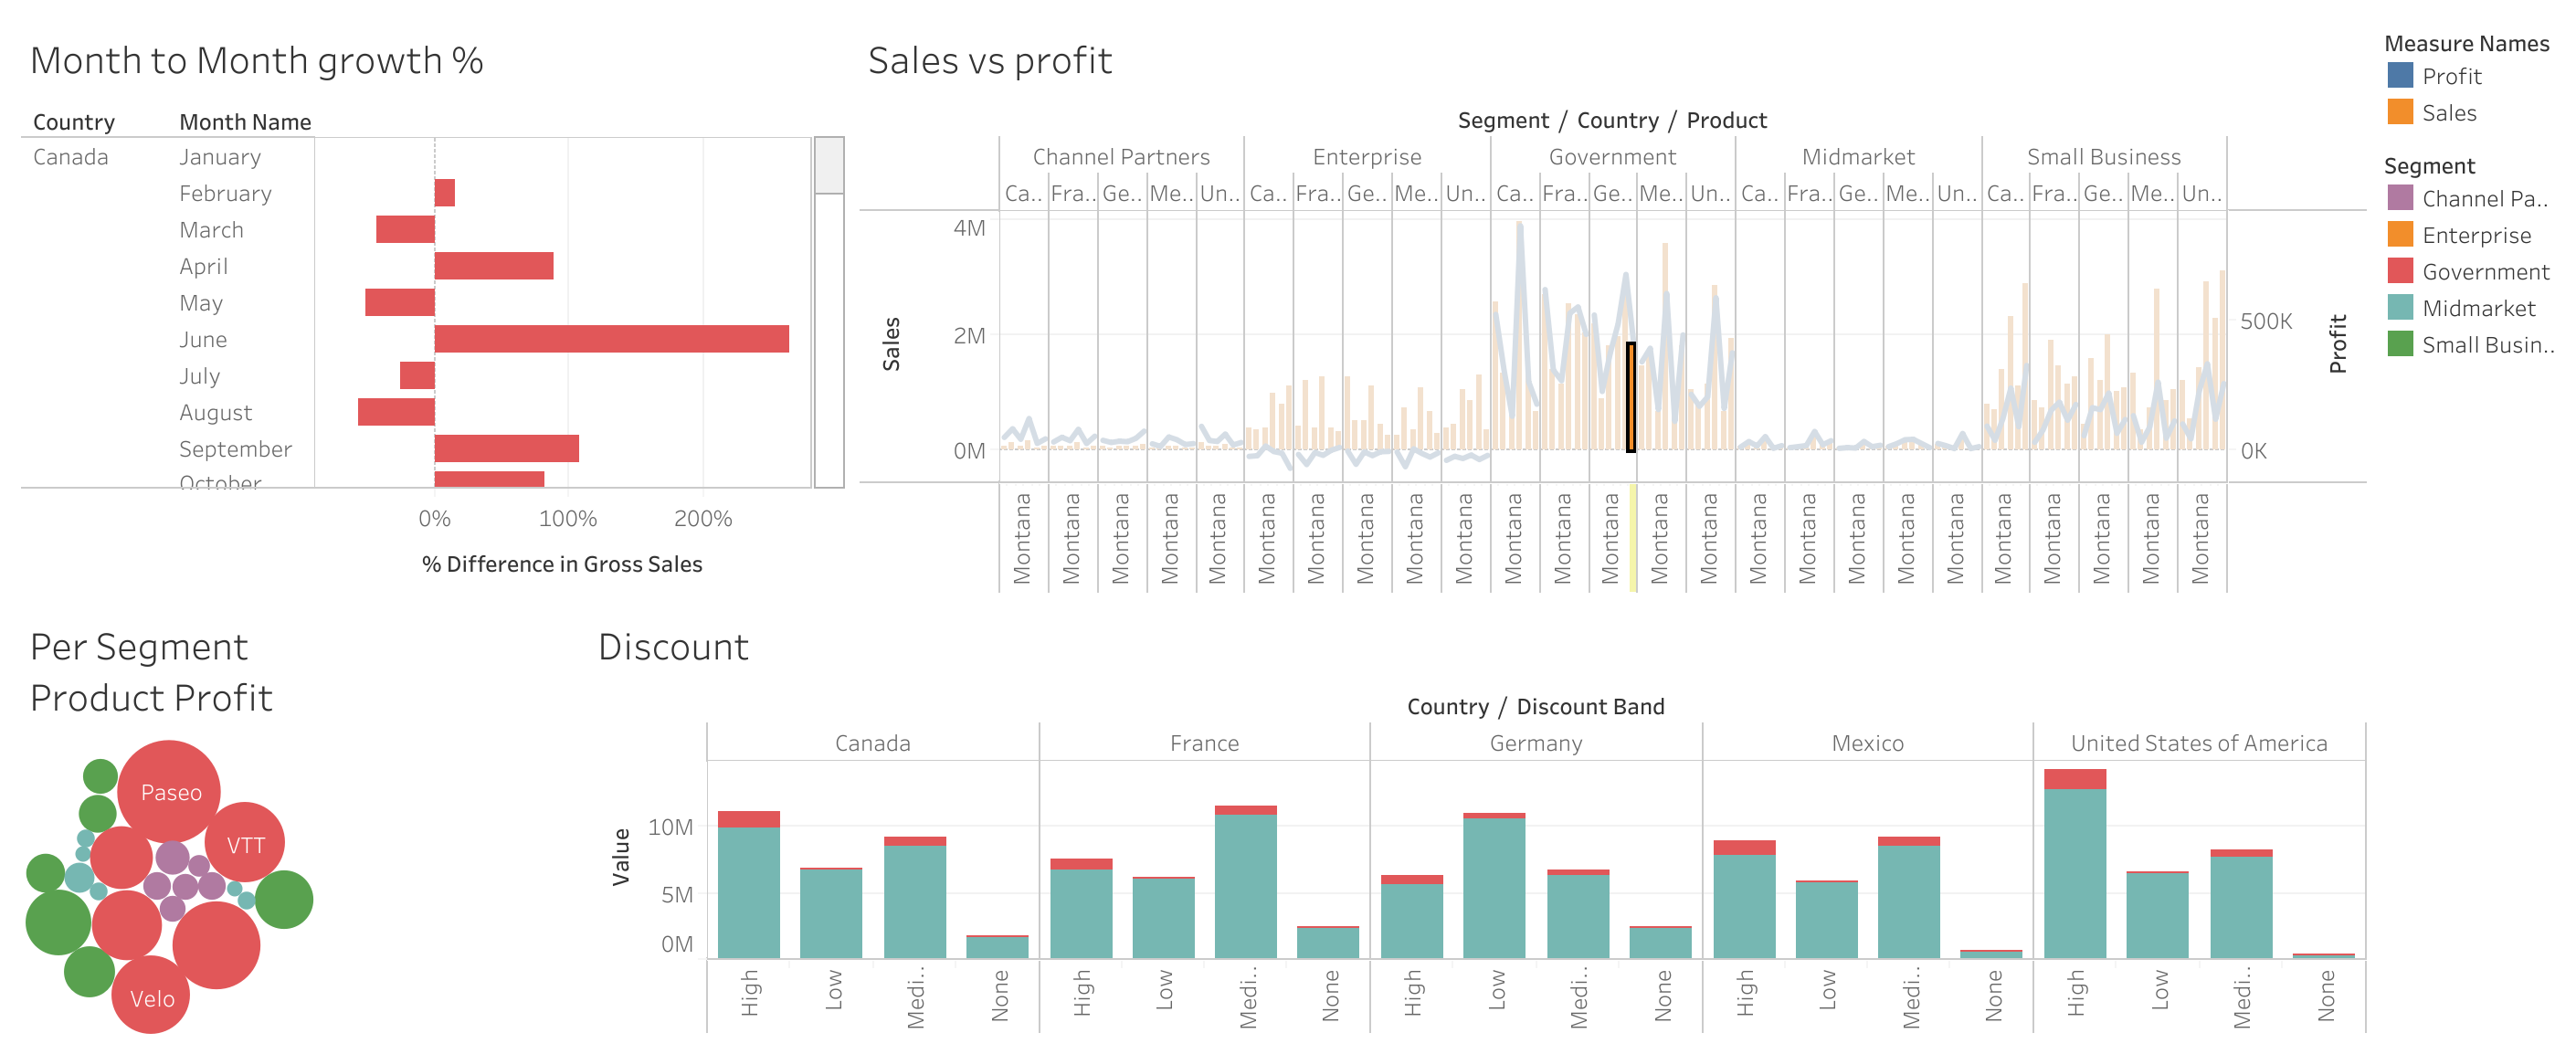 Month to Month growth %
Country Month Name
Canada January
February
March
April
May
June
July
August
September
October
0% 100% 200%
% Difference in Gross Sales
Sales vs profit
Segment / Country / Product
Channel Partners Enterprise Government Midmarket Small Business
Ca.. Fra.. Ge.. Me.. Un.. Ca.. Fra.. Ge.. Me.. Un.. Ca.. Fra.. Ge.. Me.. Un.. Ca.. Fra.. Ge.. Me.. Un.. Ca.. Fra.. Ge.. Me.. Un..
4M
2M
0M
Sales
500K
0K
Profit
Montana Montana Montana Montana Montana Montana Montana Montana Montana Montana Montana Montana Montana Montana Montana Montana Montana Montana Montana Montana Montana Montana Montana Montana Montana
Measure Names
Profit
Sales
Segment
Channel Pa..
Enterprise
Government
Midmarket
Small Busin..
Per Segment
Product Profit
Paseo
VTT
Velo
Discount
Country / Discount Band
Canada France Germany Mexico United States of America
10M
5M
0M
Value
High Low Medi.. None High Low Medi.. None High Low Medi.. None High Low Medi.. None High Low Medi.. None